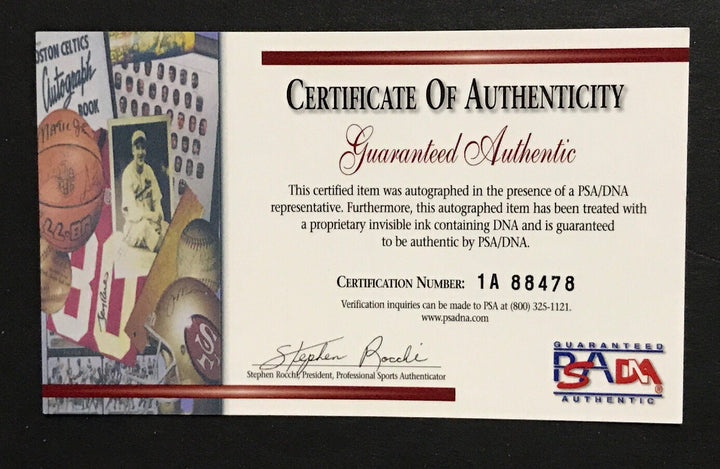 BOSTON CELTICS
Autograph
BOOK
CERTIFICATE OF AUTHENTICITY
Guaranteed Authentic
This certified item was autographed in the presence of a PSA/DNA
representative. Furthermore, this autographed item has been treated with
a proprietary invisible ink containing DNA and is guaranteed
to be authentic by PSA/DNA.
CERTIFICATION NUMBER: 1A 88478
Verification inquiries can be made to PSA at (800) 325-1121.
www.psadna.com
Stephen Rocchi
Stephen Rocchi, President, Professional Sports Authenticator
GUARANTEED
PSA DNA
®
AUTHENTIC
80
SF